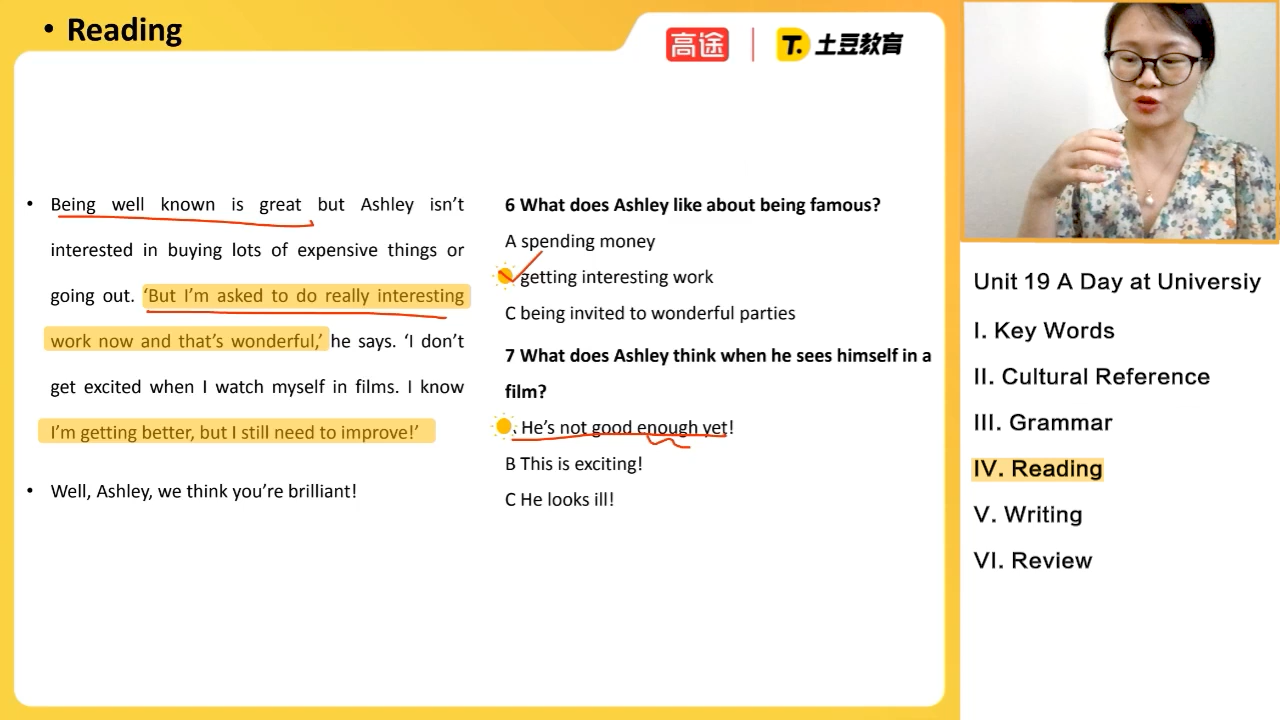 • Reading
高途
T. 土豆教育
• Being well known is great but Ashley isn't
interested in buying lots of expensive things or
going out. ‘But I'm asked to do really interesting
work now and that's wonderful,’ he says. ‘I don't
get excited when I watch myself in films. I know
I'm getting better, but I still need to improve!’
• Well, Ashley, we think you're brilliant!
6 What does Ashley like about being famous?
A spending money
getting interesting work
C being invited to wonderful parties
7 What does Ashley think when he sees himself in a
film?
He's not good enough yet!
B This is exciting!
C He looks ill!
Unit 19 A Day at Universiy
I. Key Words
II. Cultural Reference
III. Grammar
IV. Reading
V. Writing
VI. Review